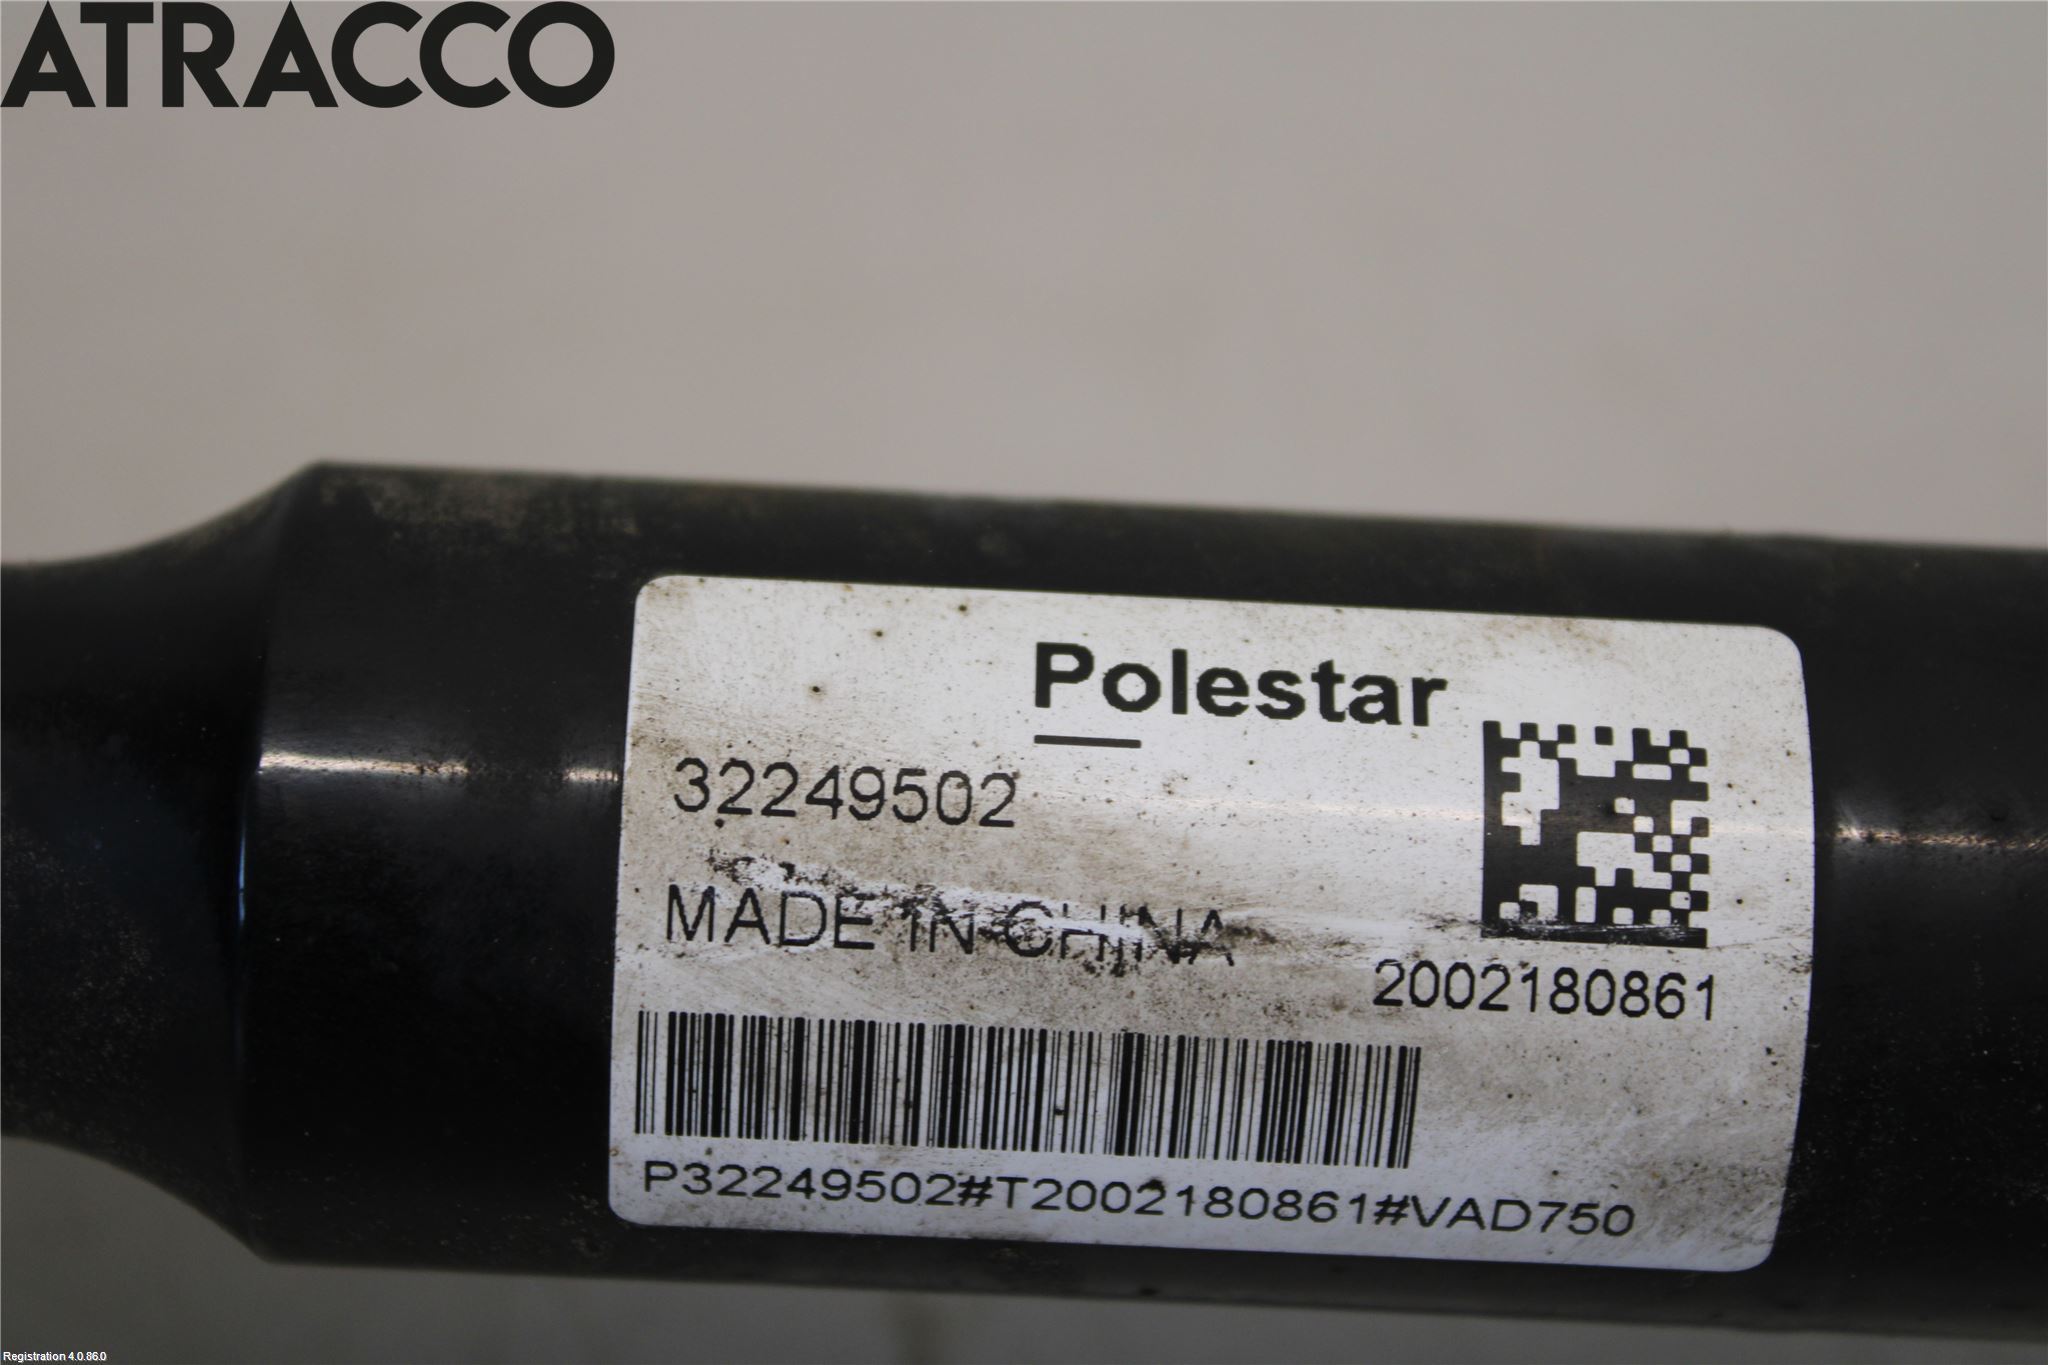 ATRACCO
Polestar
32249502
MADE IN CHINA
2002180861
P32249502#T2002180861#VAD750
Registration 4.0.86.0